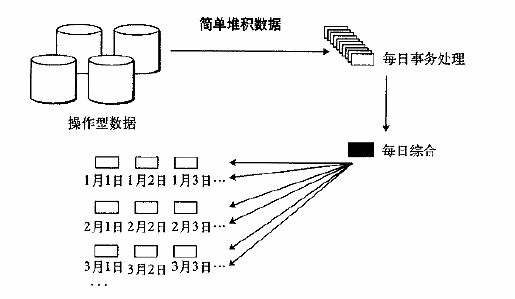 简单堆积数据
每日事务处理
操作型数据
每日综合
1月1日 1月2日 1月3日…
2月1日 2月2日 2月3日…
3月1日 3月2日 3月3日…
…